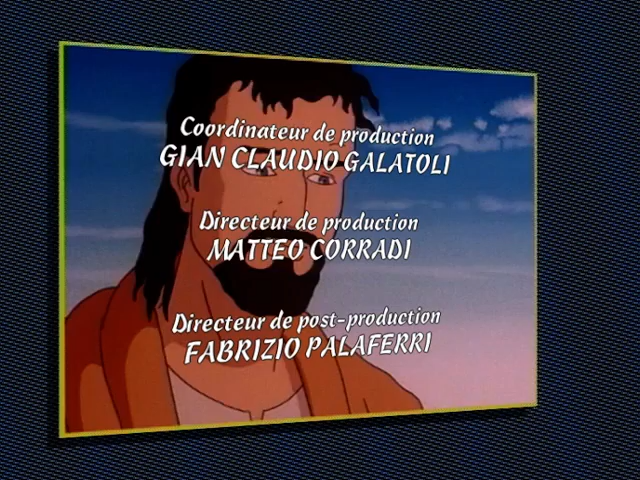 Coordinateur de production
GIAN CLAUDIO GALATOLI
Directeur de production
MATTEO CORRADI
Directeur de post-production
FABRIZIO PALAFERRI